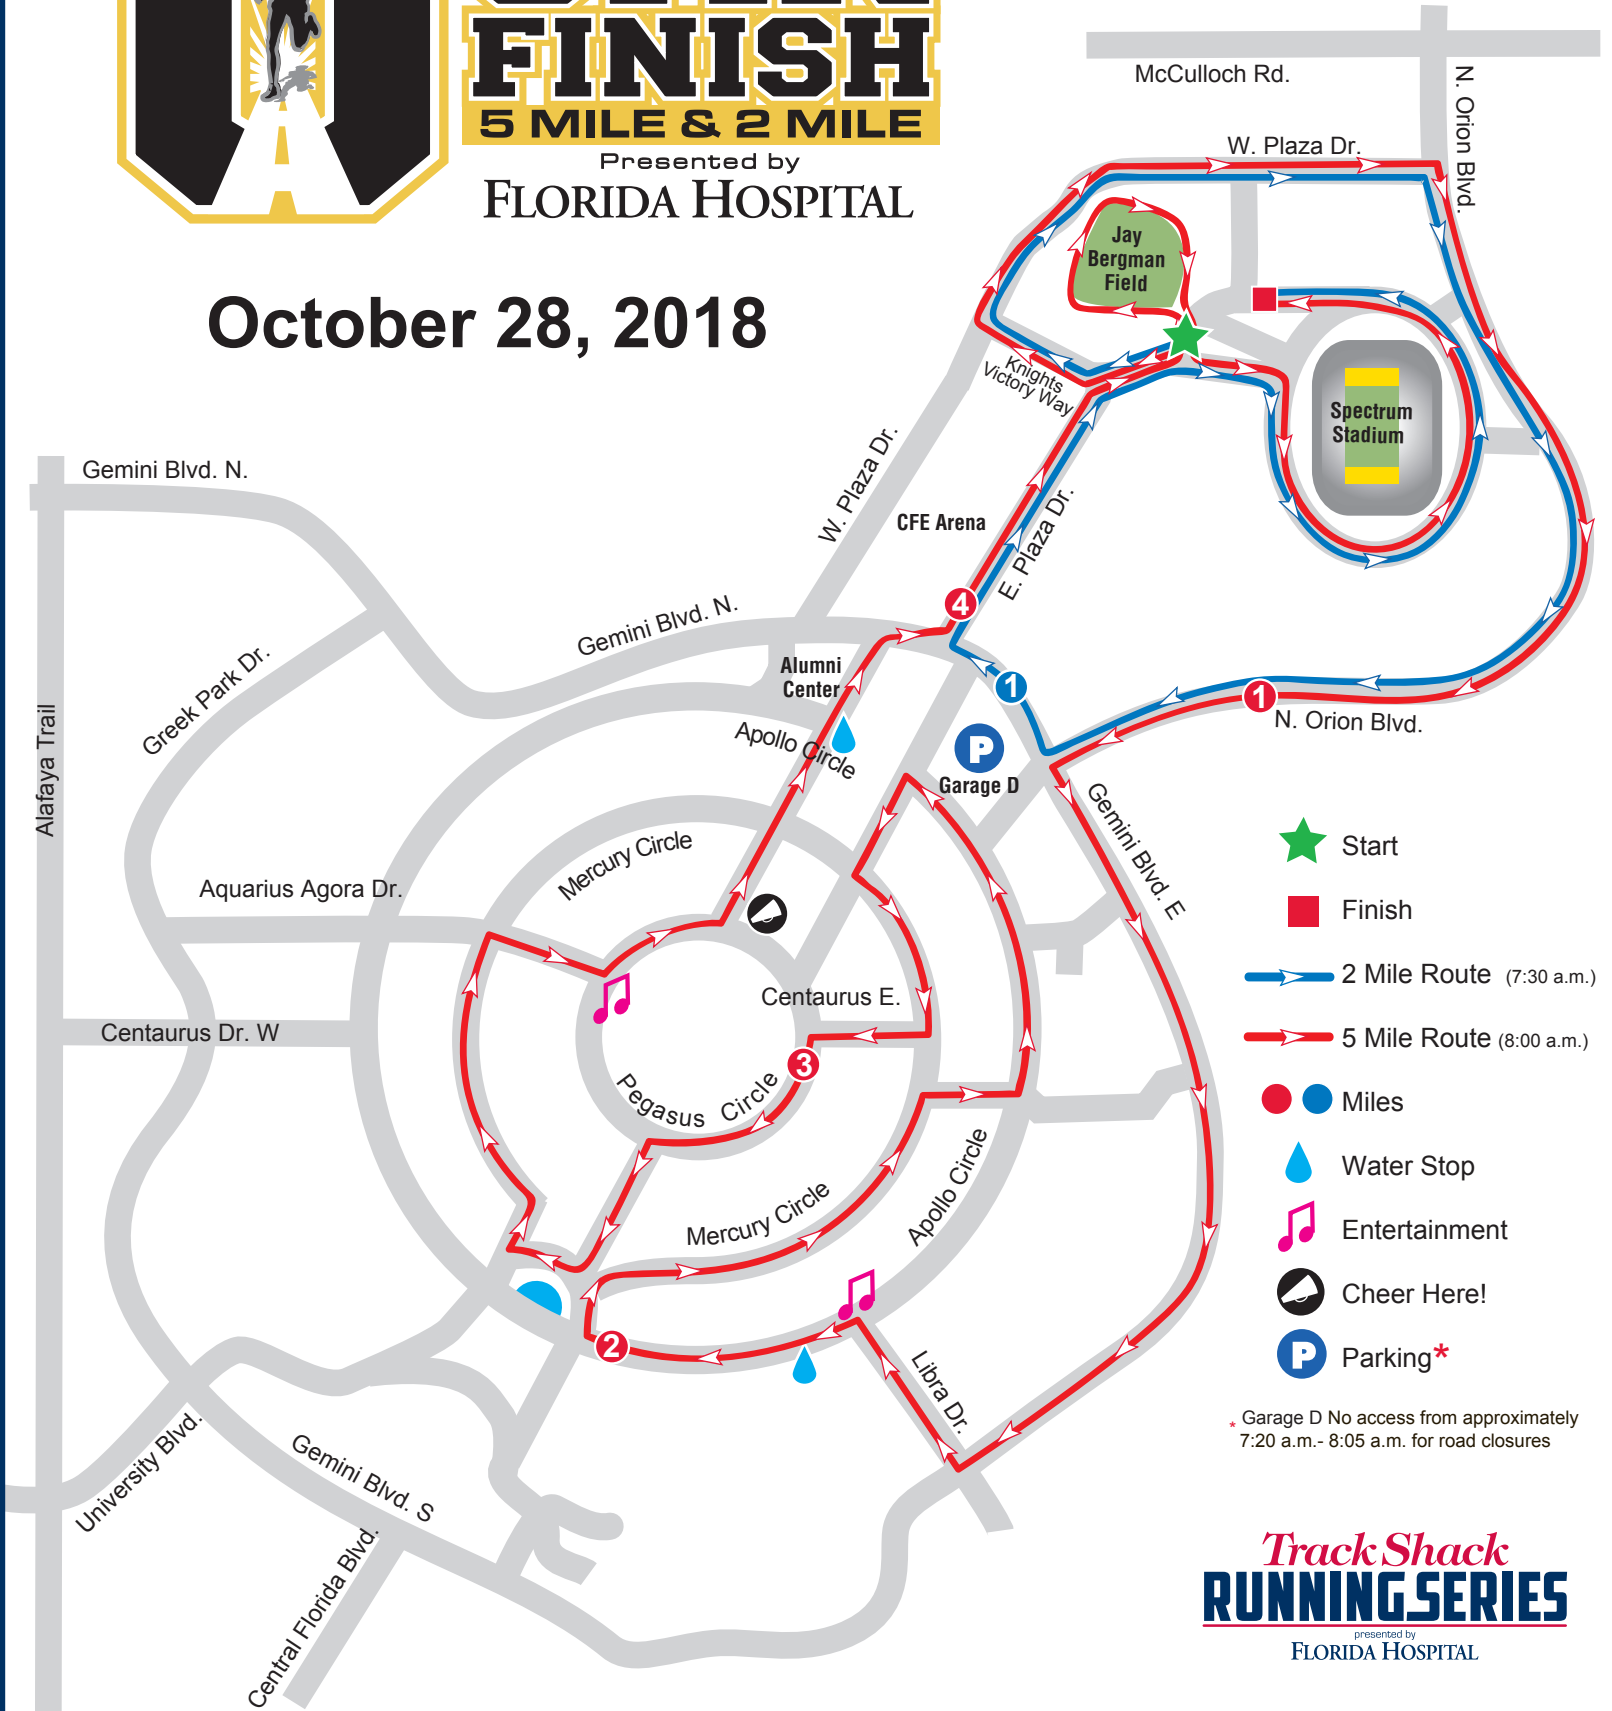 FINISH
5 MILE & 2 MILE
Presented by
FLORIDA HOSPITAL
October 28, 2018
McCulloch Rd.
N. Orion Blvd.
W. Plaza Dr.
Jay
Bergman
Field
Knights
Victory Way
Spectrum
Stadium
W. Plaza Dr.
CFE Arena
E. Plaza Dr.
Gemini Blvd. N.
4
Gemini Blvd. N.
Alumni
Center
1
1
N. Orion Blvd.
Greek Park Dr.
Alafaya Trail
Apollo Circle
P
Garage D
Gemini Blvd. E
Mercury Circle
Aquarius Agora Dr.
Centaurus E.
Centaurus Dr. W
3
Pegasus Circle
Mercury Circle
Apollo Circle
2
Libra Dr.
University Blvd.
Gemini Blvd. S
Central Florida Blvd.
Start
Finish
2 Mile Route (7:30 a.m.)
5 Mile Route (8:00 a.m.)
Miles
Water Stop
Entertainment
Cheer Here!
P Parking*
* Garage D No access from approximately
7:20 a.m.- 8:05 a.m. for road closures
Track Shack
RUNNING SERIES
presented by
FLORIDA HOSPITAL